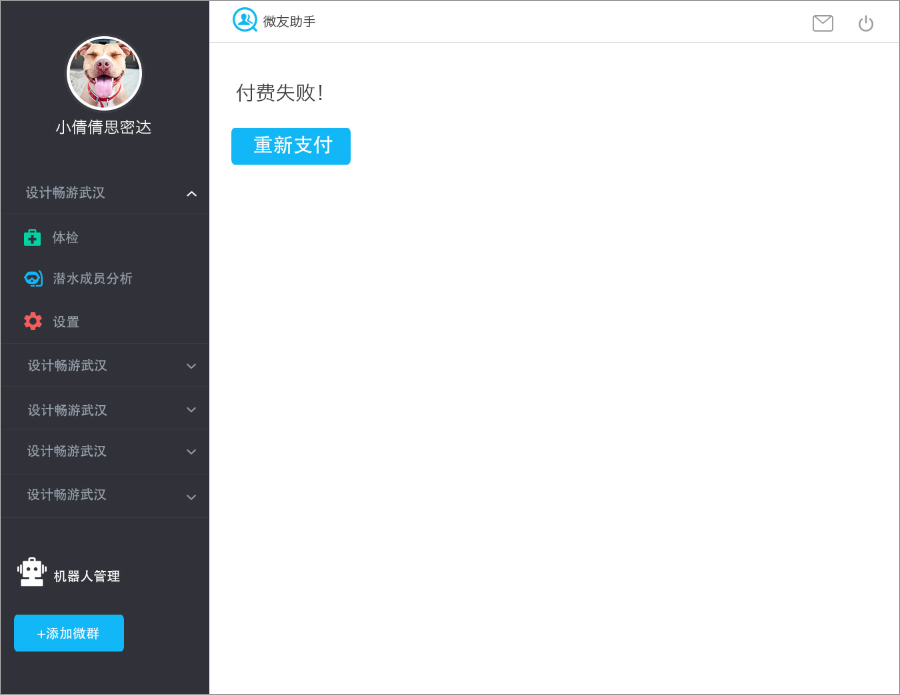 小倩倩思密达
设计畅游武汉
体检
潜水成员分析
设置
设计畅游武汉
设计畅游武汉
设计畅游武汉
设计畅游武汉
机器人管理
+添加微群
微友助手
付费失败！
重新支付